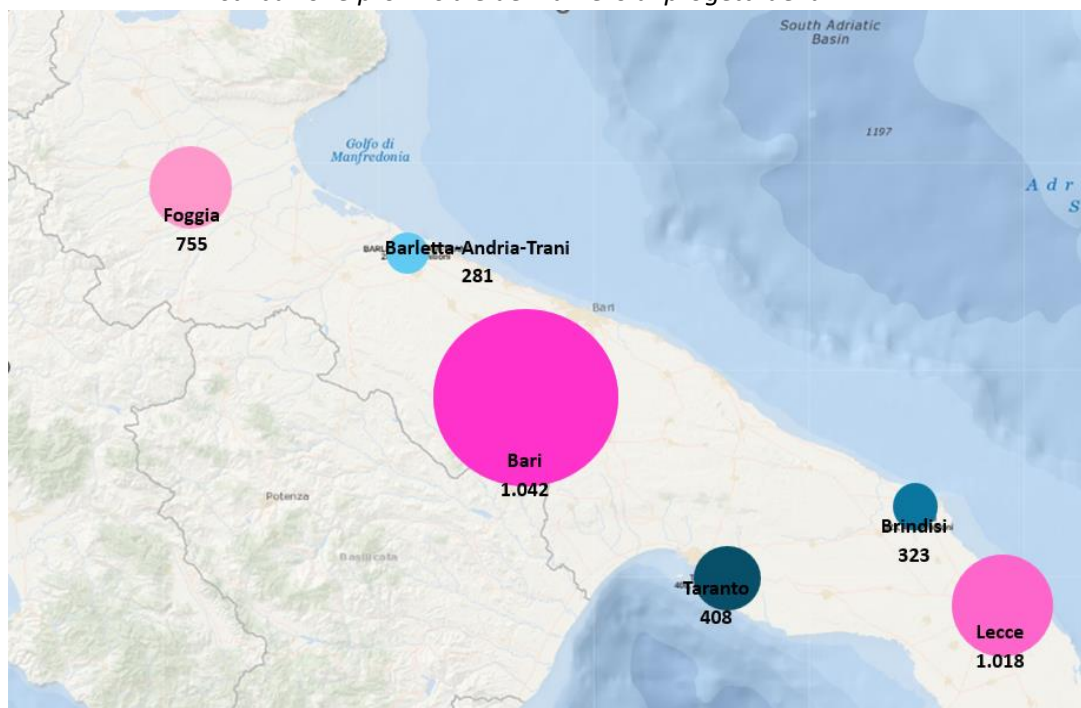 South Adriatic
Basin
1197
Golfo di
Manfredonia
Foggia
755
Barletta-Andria-Trani
281
Bari
Bari
1.042
Potenza
Basilicata
Brindisi
323
Taranto
408
Lecce
1.018